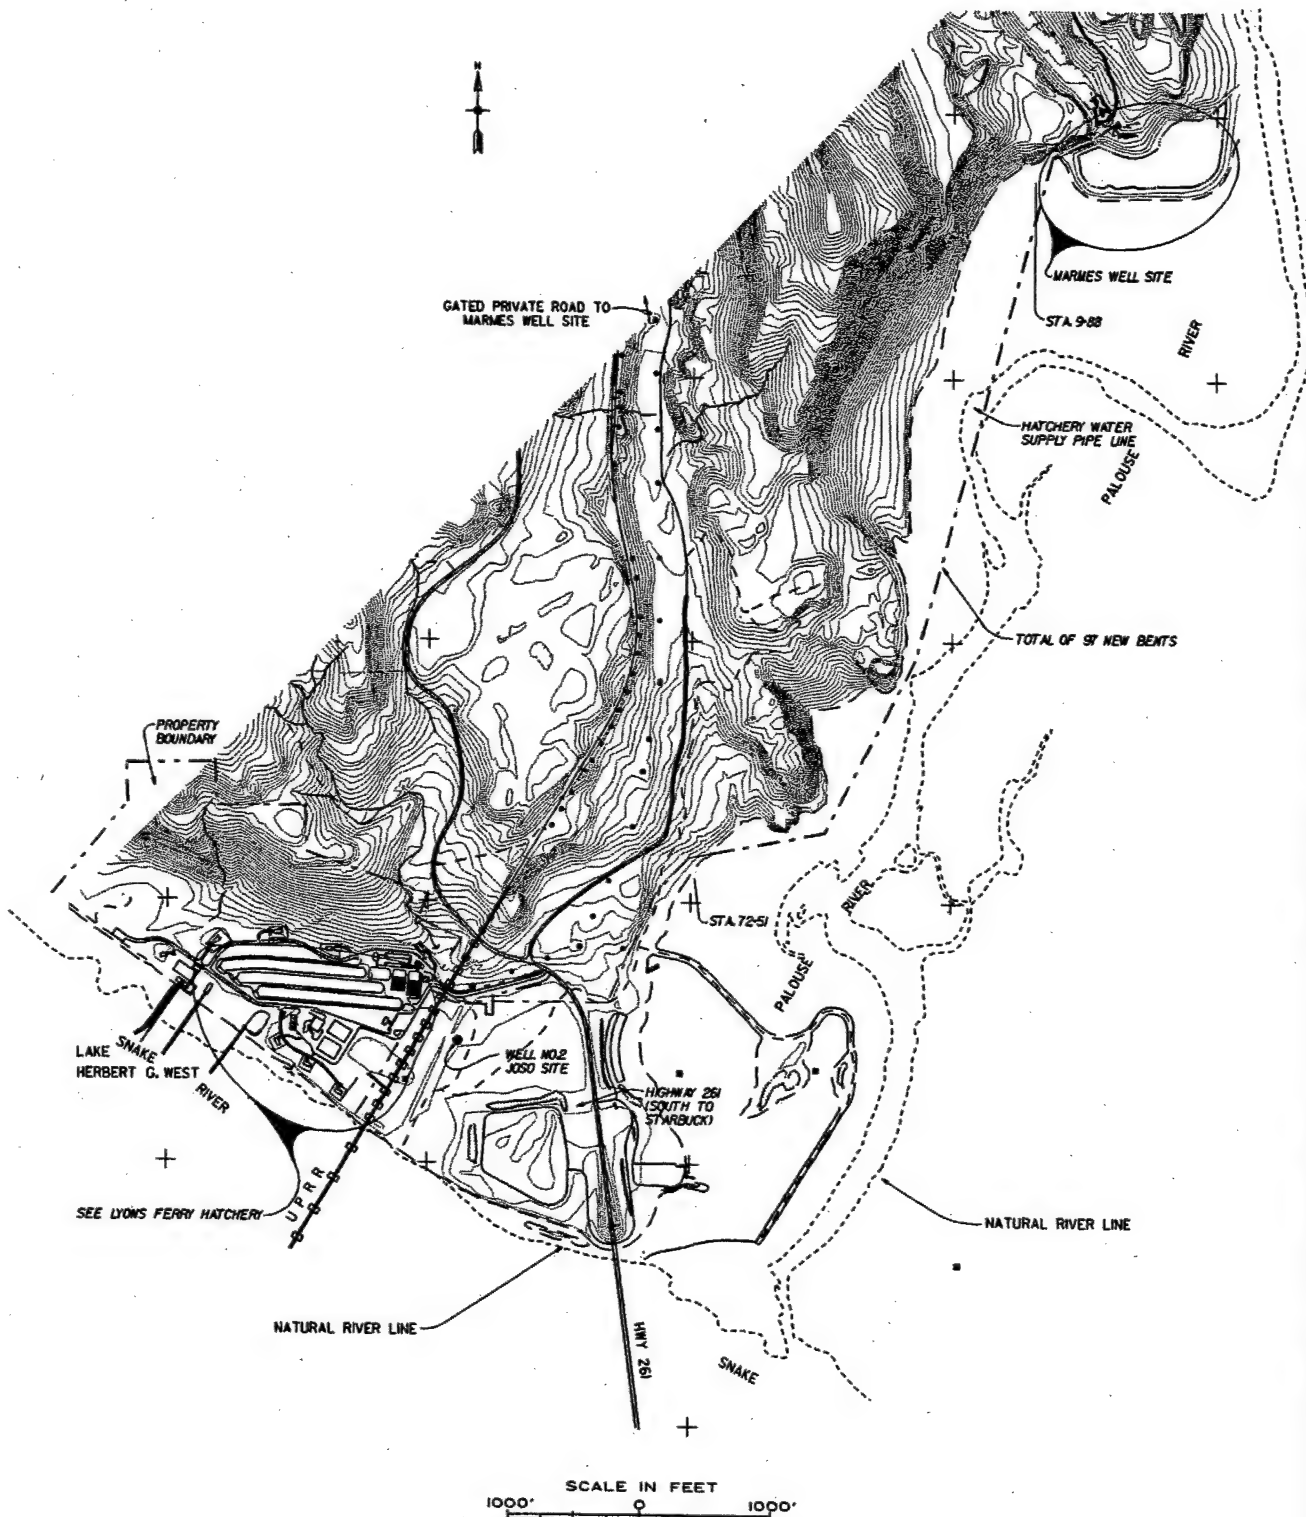 N
GATED PRIVATE ROAD TO
MARMES WELL SITE
MARMES WELL SITE
STA. 9+88
RIVER
HATCHERY WATER
SUPPLY PIPE LINE
PALOUSE
TOTAL OF 97 NEW BENTS
PROPERTY
BOUNDARY
STA. 72+51
RIVER
PALOUSE
LAKE
HERBERT G. WEST
SNAKE
RIVER
WELL NO.2
JOSO SITE
HIGHWAY 261
(SOUTH TO
STARBUCK)
SEE LYONS FERRY HATCHERY
U P R R
NATURAL RIVER LINE
NATURAL RIVER LINE
HWY 261
SNAKE
SCALE IN FEET
1000' 0 1000'